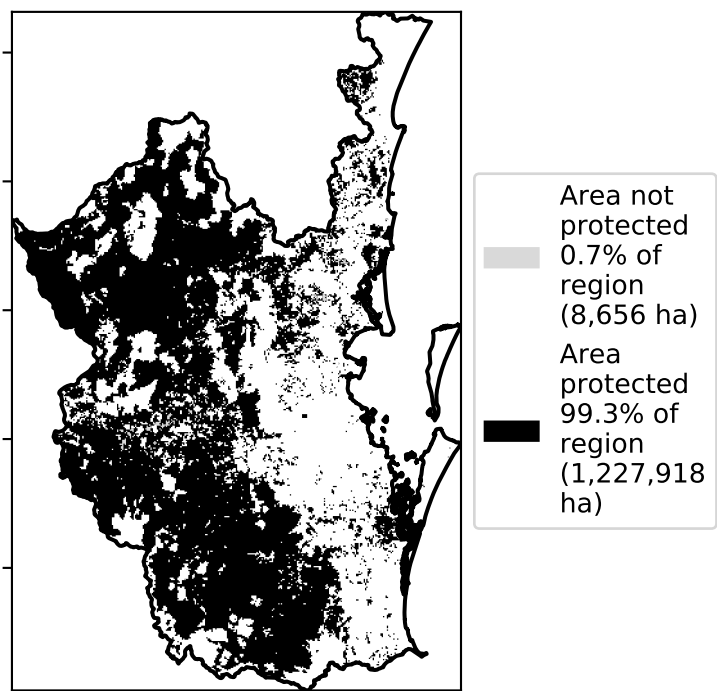 Area not
protected
0.7% of
region
(8,656 ha)
Area
protected
99.3% of
region
(1,227,918
ha)